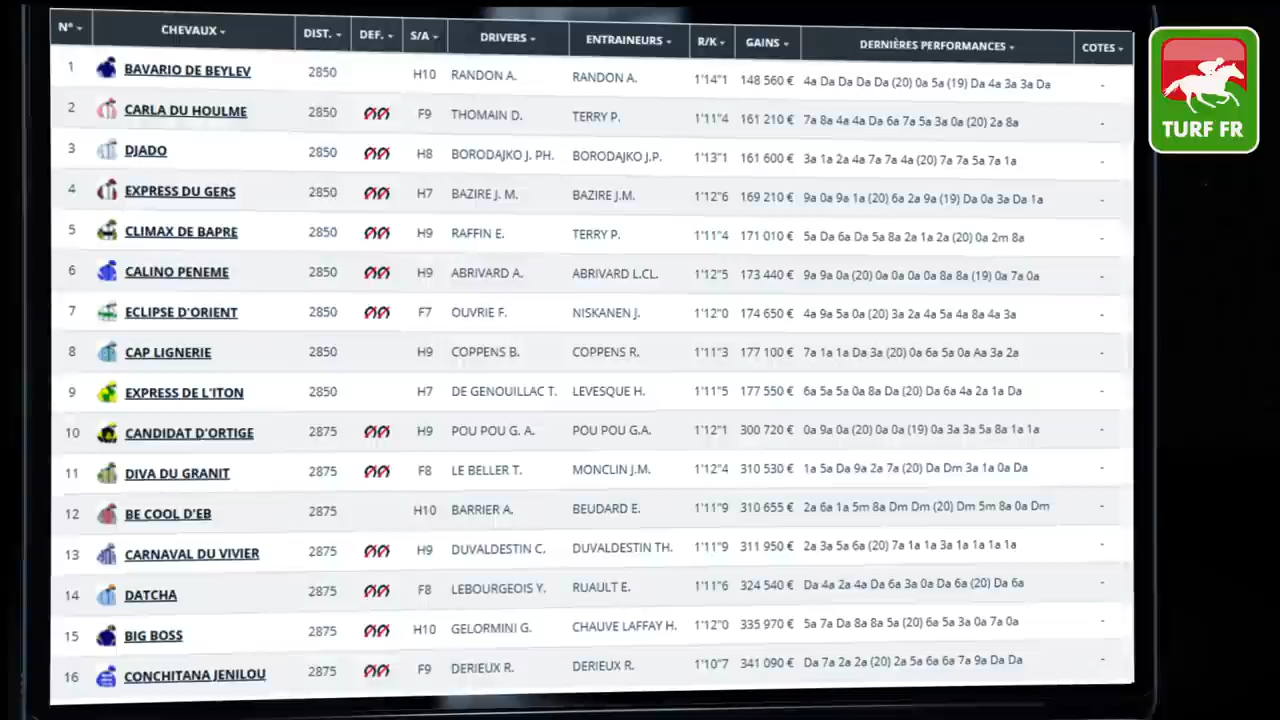 N° CHEVAUX DIST. DEF. S/A DRIVERS ENTRAINEURS R/K GAINS DERNIÈRES PERFORMANCES COTES
1 BAVARIO DE BEYLEV 2850 H10 RANDON A. RANDON A. 1'14"1 148 560 € 4a Da Da Da Da (20) 0a 5a (19) Da 4a 3a 3a Da -
2 CARLA DU HOULME 2850 F9 THOMAIN D. TERRY P. 1'11"4 161 210 € 7a 8a 4a 4a Da 6a 7a 5a 3a 0a (20) 2a 8a -
3 DJADO 2850 H8 BORODAJKO J. PH. BORODAJKO J.P. 1'13"1 161 600 € 3a 1a 2a 4a 7a 7a 4a (20) 7a 7a 5a 7a 1a -
4 EXPRESS DU GERS 2850 H7 BAZIRE J. M. BAZIRE J.M. 1'12"6 169 210 € 9a 0a 9a 1a (20) 6a 2a 9a (19) Da 0a 3a Da 1a -
5 CLIMAX DE BAPRE 2850 H9 RAFFIN E. TERRY P. 1'11"4 171 010 € 5a Da 6a Da 5a 8a 2a 1a 2a (20) 0a 2m 8a -
6 CALINO PENEME 2850 H9 ABRIVARD A. ABRIVARD L.CL. 1'12"5 173 440 € 9a 9a 0a (20) 0a 0a 0a 0a 8a 8a (19) 0a 7a 0a -
7 ECLIPSE D'ORIENT 2850 F7 OUVRIE F. NISKANEN J. 1'12"0 174 650 € 4a 9a 5a 0a (20) 3a 2a 4a 5a 4a 8a 4a 3a -
8 CAP LIGNERIE 2850 H9 COPPENS B. COPPENS R. 1'11"3 177 100 € 7a 1a 1a Da 3a (20) 0a 6a 5a 0a Aa 3a 2a -
9 EXPRESS DE L'ITON 2850 H7 DE GENOUILLAC T. LEVESQUE H. 1'11"5 177 550 € 6a 5a 5a 0a 8a Da (20) Da 6a 4a 2a 1a Da -
10 CANDIDAT D'ORTIGE 2875 H9 POU POU G. A. POU POU G.A. 1'12"1 300 720 € 0a 9a 0a (20) 0a 0a (19) 0a 3a 3a 5a 8a 1a 1a -
11 DIVA DU GRANIT 2875 F8 LE BELLER T. MONCLIN J.M. 1'12"4 310 530 € 1a 5a Da 9a 2a 7a (20) Da Dm 3a 1a 0a Da -
12 BE COOL D'EB 2875 H10 BARRIER A. BEUDARD E. 1'11"9 310 655 € 2a 6a 1a 5m 8a Dm Dm (20) Dm 5m 8a 0a Dm -
13 CARNAVAL DU VIVIER 2875 H9 DUVALDESTIN C. DUVALDESTIN TH. 1'11"9 311 950 € 2a 3a 5a 6a (20) 7a 1a 1a 3a 1a 1a 1a 1a -
14 DATCHA 2875 F8 LEBOURGEOIS Y. RUAULT E. 1'11"6 324 540 € Da 4a 2a 4a Da 6a 3a 0a Da 6a (20) Da 6a -
15 BIG BOSS 2875 H10 GELORMINI G. CHAUVE LAFFAY H. 1'12"0 335 970 € 5a 7a Da 8a 8a 5a (20) 6a 5a 3a 0a 7a 0a -
16 CONCHITANA JENILOU 2875 F9 DERIEUX R. DERIEUX R. 1'10"7 341 090 € Da 7a 2a 2a (20) 2a 5a 6a 6a 7a 9a Da Da -
TURF FR